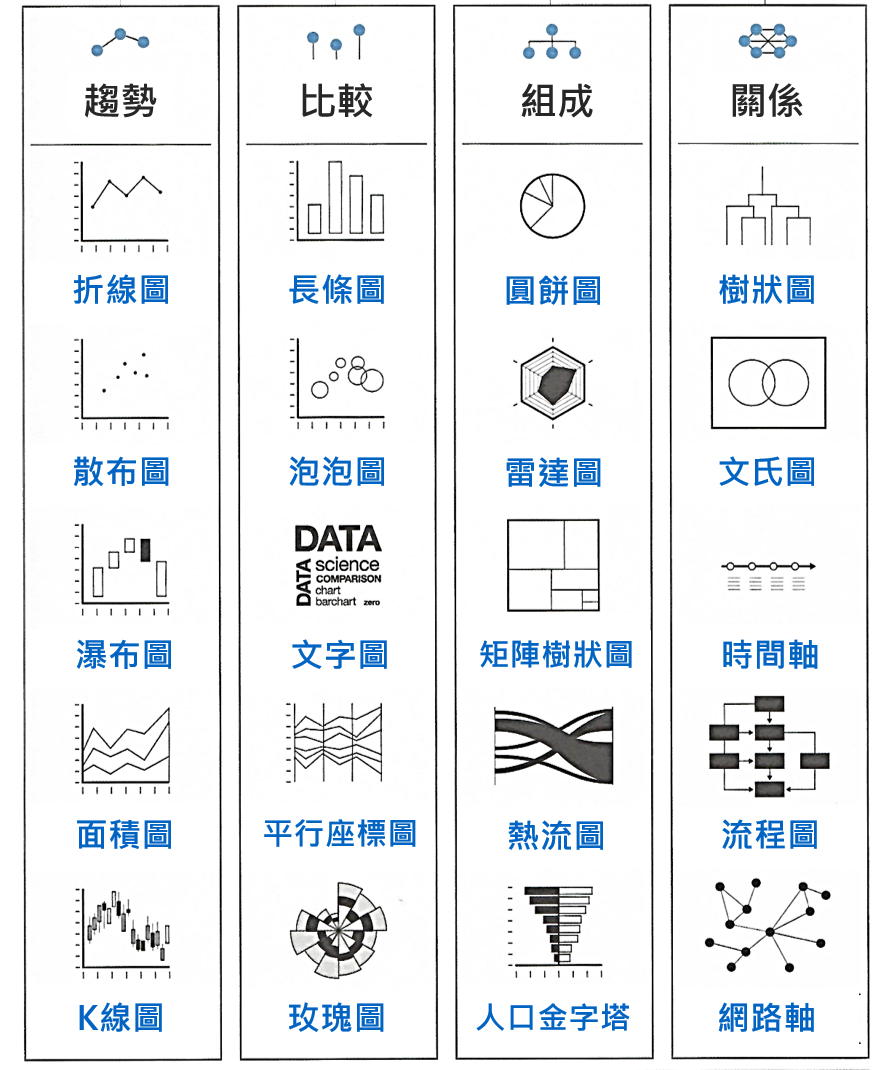 趨勢
折線圖
散布圖
瀑布圖
面積圖
K線圖
比較
長條圖
泡泡圖
DATA
DATA
science
COMPARISON
chart
barchart zero
文字圖
平行座標圖
玫瑰圖
組成
圓餅圖
雷達圖
矩陣樹狀圖
熱流圖
人口金字塔
關係
樹狀圖
文氏圖
時間軸
流程圖
網路軸